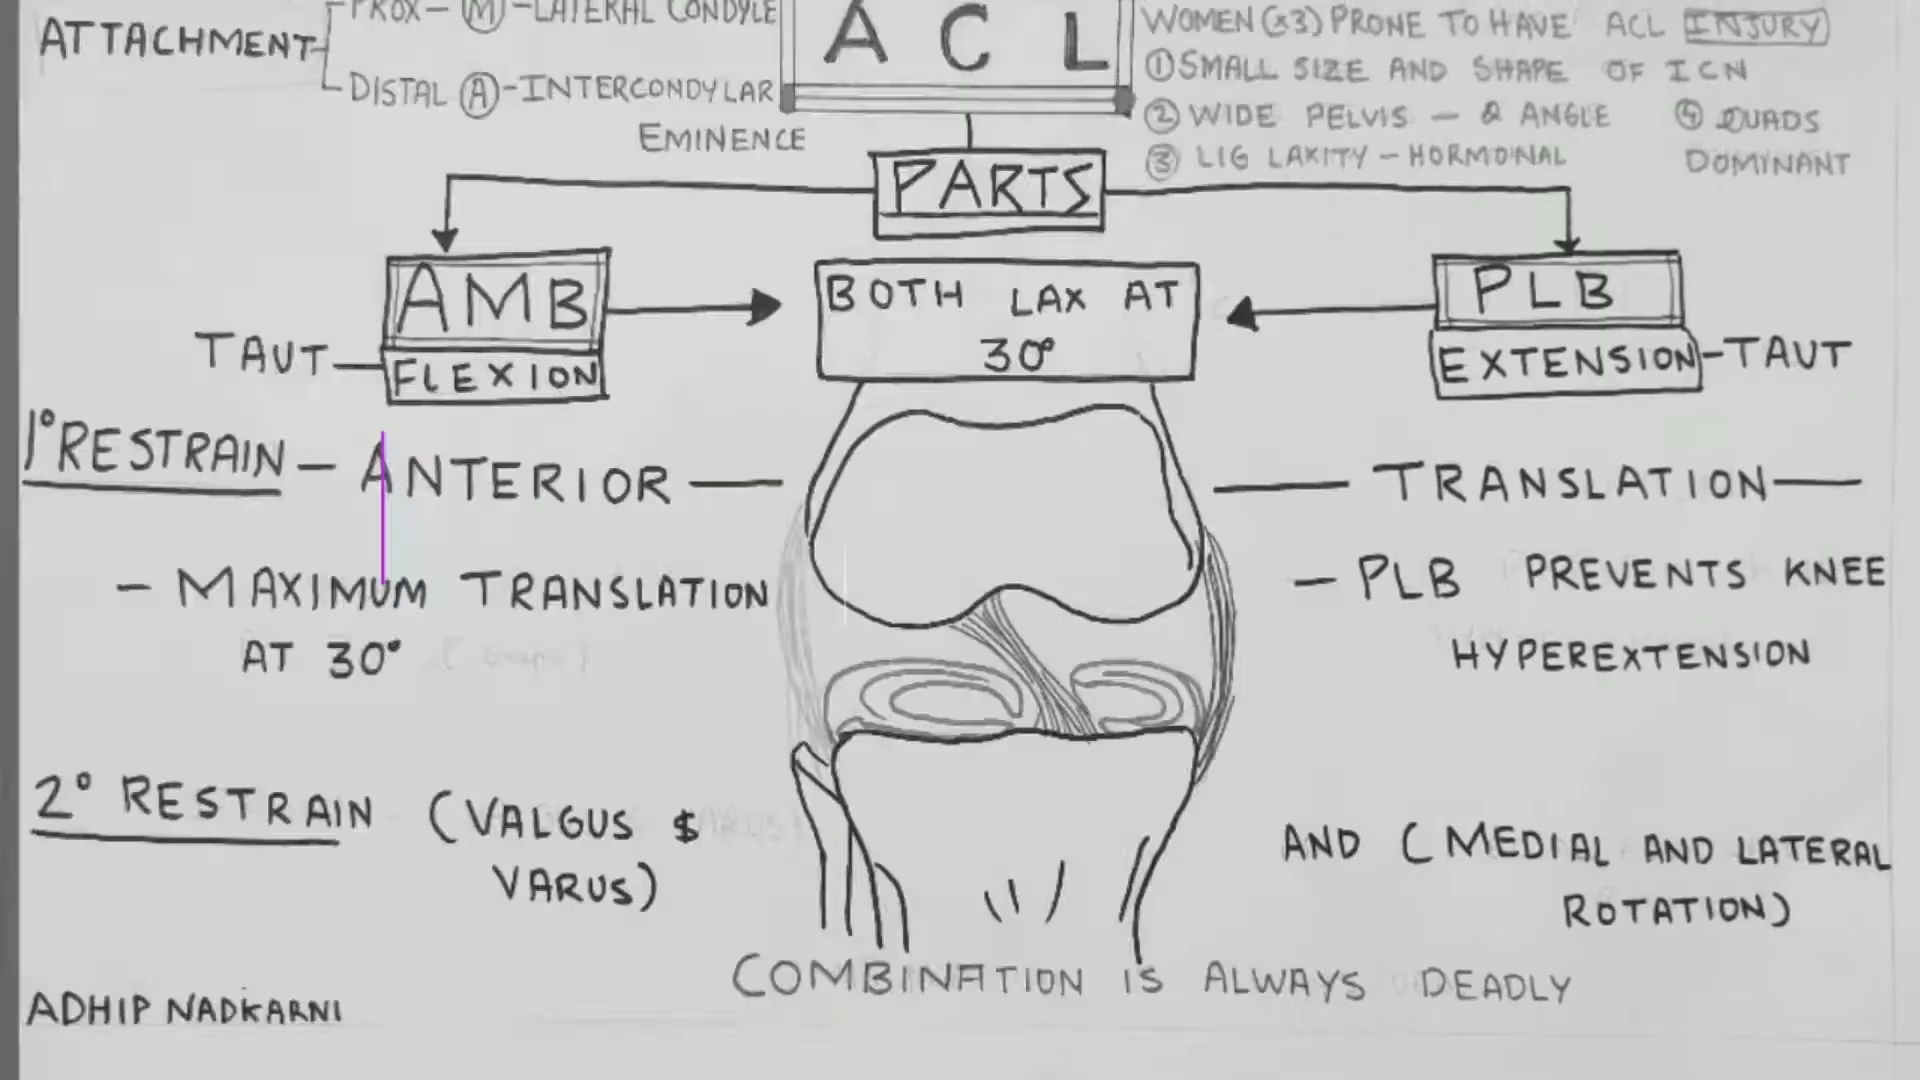 ATTACHMENT
PROX - (M) - LATERAL CONDYLE
DISTAL (A) - INTERCONDYLAR
EMINENCE
ACL
WOMEN (x3) PRONE TO HAVE ACL INJURY
① SMALL SIZE AND SHAPE OF ICN
② WIDE PELVIS - Q ANGLE
③ LIG LAXITY - HORMONAL
④ QUADS
DOMINANT
PARTS
AMB
FLEXION
TAUT
BOTH LAX AT
30°
PLB
EXTENSION - TAUT
1° RESTRAIN - ANTERIOR — TRANSLATION —
- MAXIMUM TRANSLATION
AT 30°
- PLB PREVENTS KNEE
HYPEREXTENSION
2° RESTRAIN (VALGUS $
VARUS)
AND (MEDIAL AND LATERAL
ROTATION)
COMBINATION IS ALWAYS DEADLY
ADHIP NADKARNI